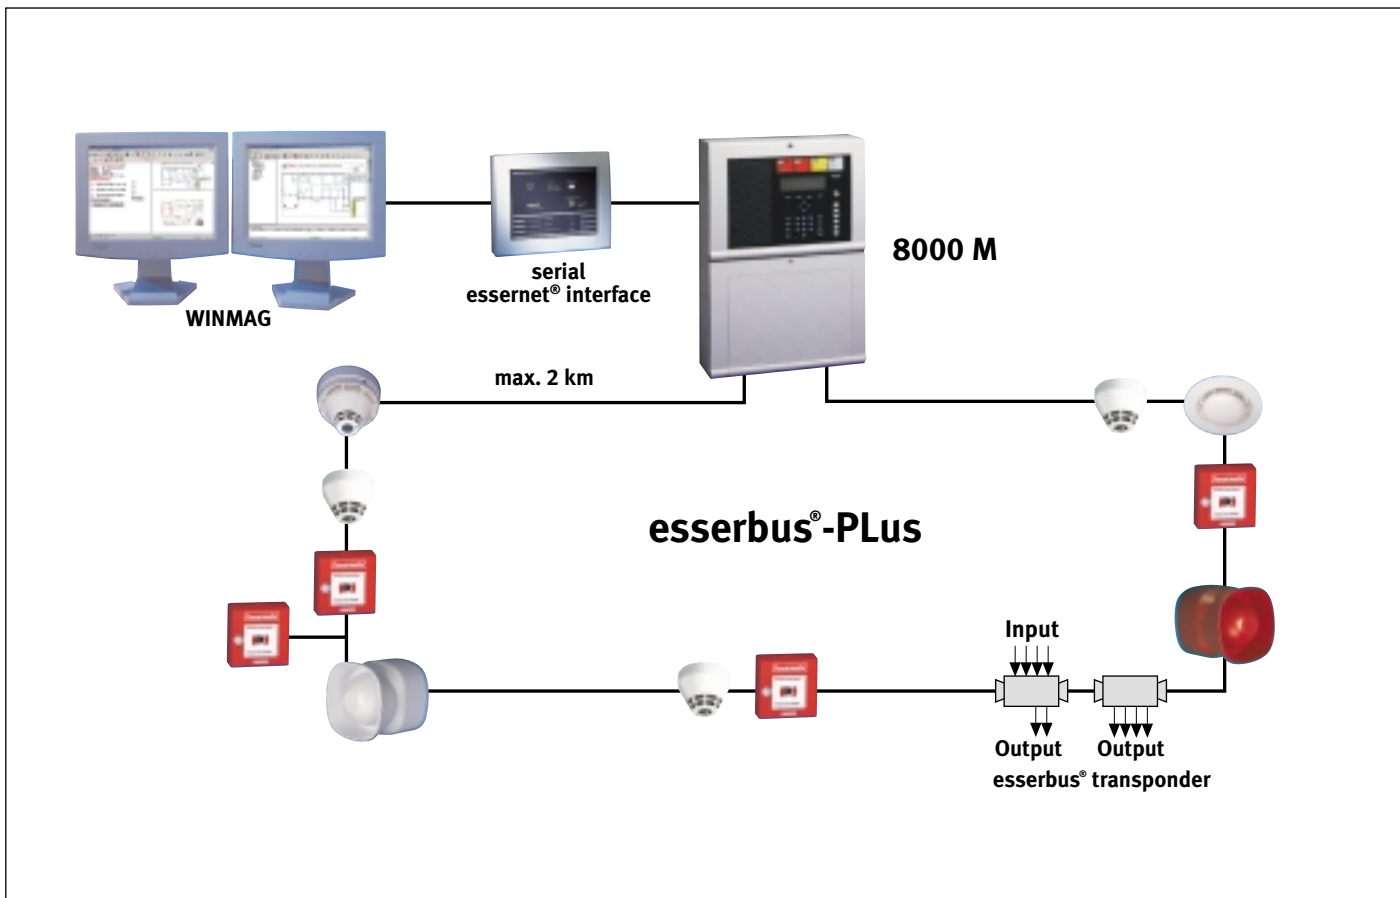 8000 M
serial
essernet® interface
WINMAG
max. 2 km
esserbus®-PLus
Input
Output
Output
esserbus® transponder